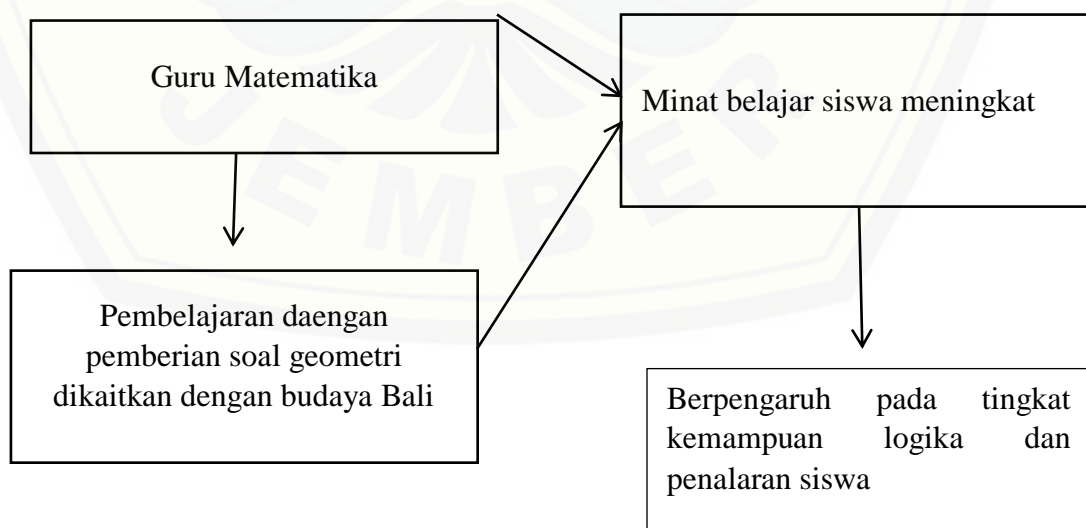 Guru Matematika
Minat belajar siswa meningkat
Pembelajaran daengan
pemberian soal geometri
dikaitkan dengan budaya Bali
Berpengaruh pada tingkat
kemampuan logika dan
penalaran siswa
JEMBER